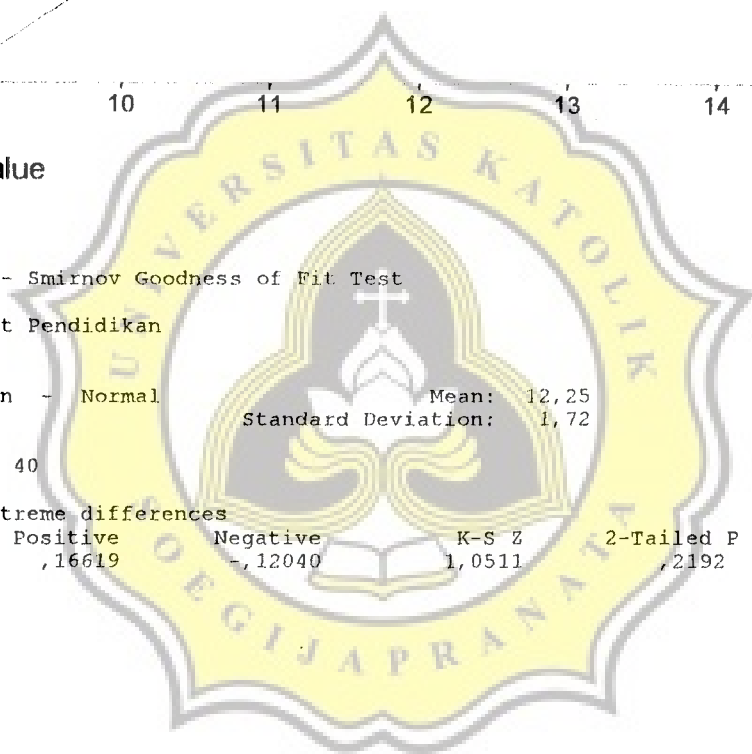 10 11 12 13 14
lue
- Smirnov Goodness of Fit Test
t Pendidikan
n - Normal Mean: 12,25
Standard Deviation: 1,72
40
treme differences
Positive Negative K-S Z 2-Tailed P
,16619 -,12040 1,0511 ,2192
UNIVERSITAS KATOLIK
SOEGIJAPRANATA